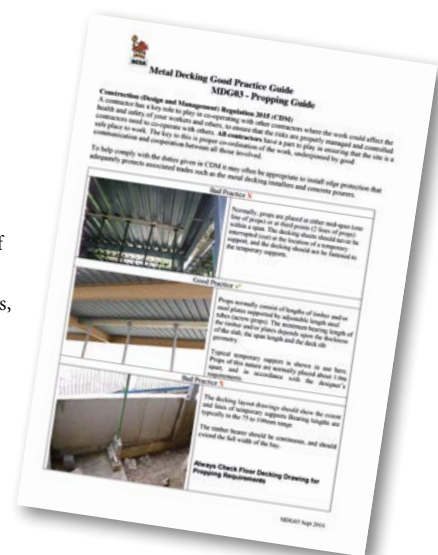 BCSA
Metal Decking Good Practice Guide
MDG03 - Propping Guide
Construction (Design and Management) Regulation 2015 (CDM)
A contractor has a key role to play in co-operating with other contractors where the work could affect the
health and safety of your workers and others, to ensure that the risks are properly managed and controlled
contractors need to co-operate with others. All contractors have a part to play in ensuring that the site is a
safe place to work. The key to this is proper co-ordination of the work, underpinned by good
communication and cooperation between all those involved.
To help comply with the duties given in CDM it may often be appropriate to install edge protection that
adequately protects associated trades such as the metal decking installers and concrete pourers.
Bad Practice X
Normally, props are placed at either mid-span (one
line of props) or at third points (2 lines of props)
within a span. The decking sheets should never be
interrupted (cut) at the location of a temporary
support, and the decking should not be fastened to
the temporary supports.
Good Practice ✓
Props normally consist of lengths of timber and/or
steel plates supported by adjustable length steel
tubes (acrow props). The minimum bearing length of
the timber and/or plates depends upon the thickness
of the slab, the span length and the deck rib
geometry.
Typical temporary support is shown in and here.
Props of this nature are normally placed about 1.0m
apart, and in accordance with the designer's
requirements.
Bad Practice X
The decking layout drawings should show the extent
and lines of temporary supports Bearing lengths are
typically in the 75 to 100mm range.
The timber bearer should be continuous, and should
extend the full width of the bay.
Always Check Floor Decking Drawing for
Propping Requirements
MDG03 Sept 2016
f
s,